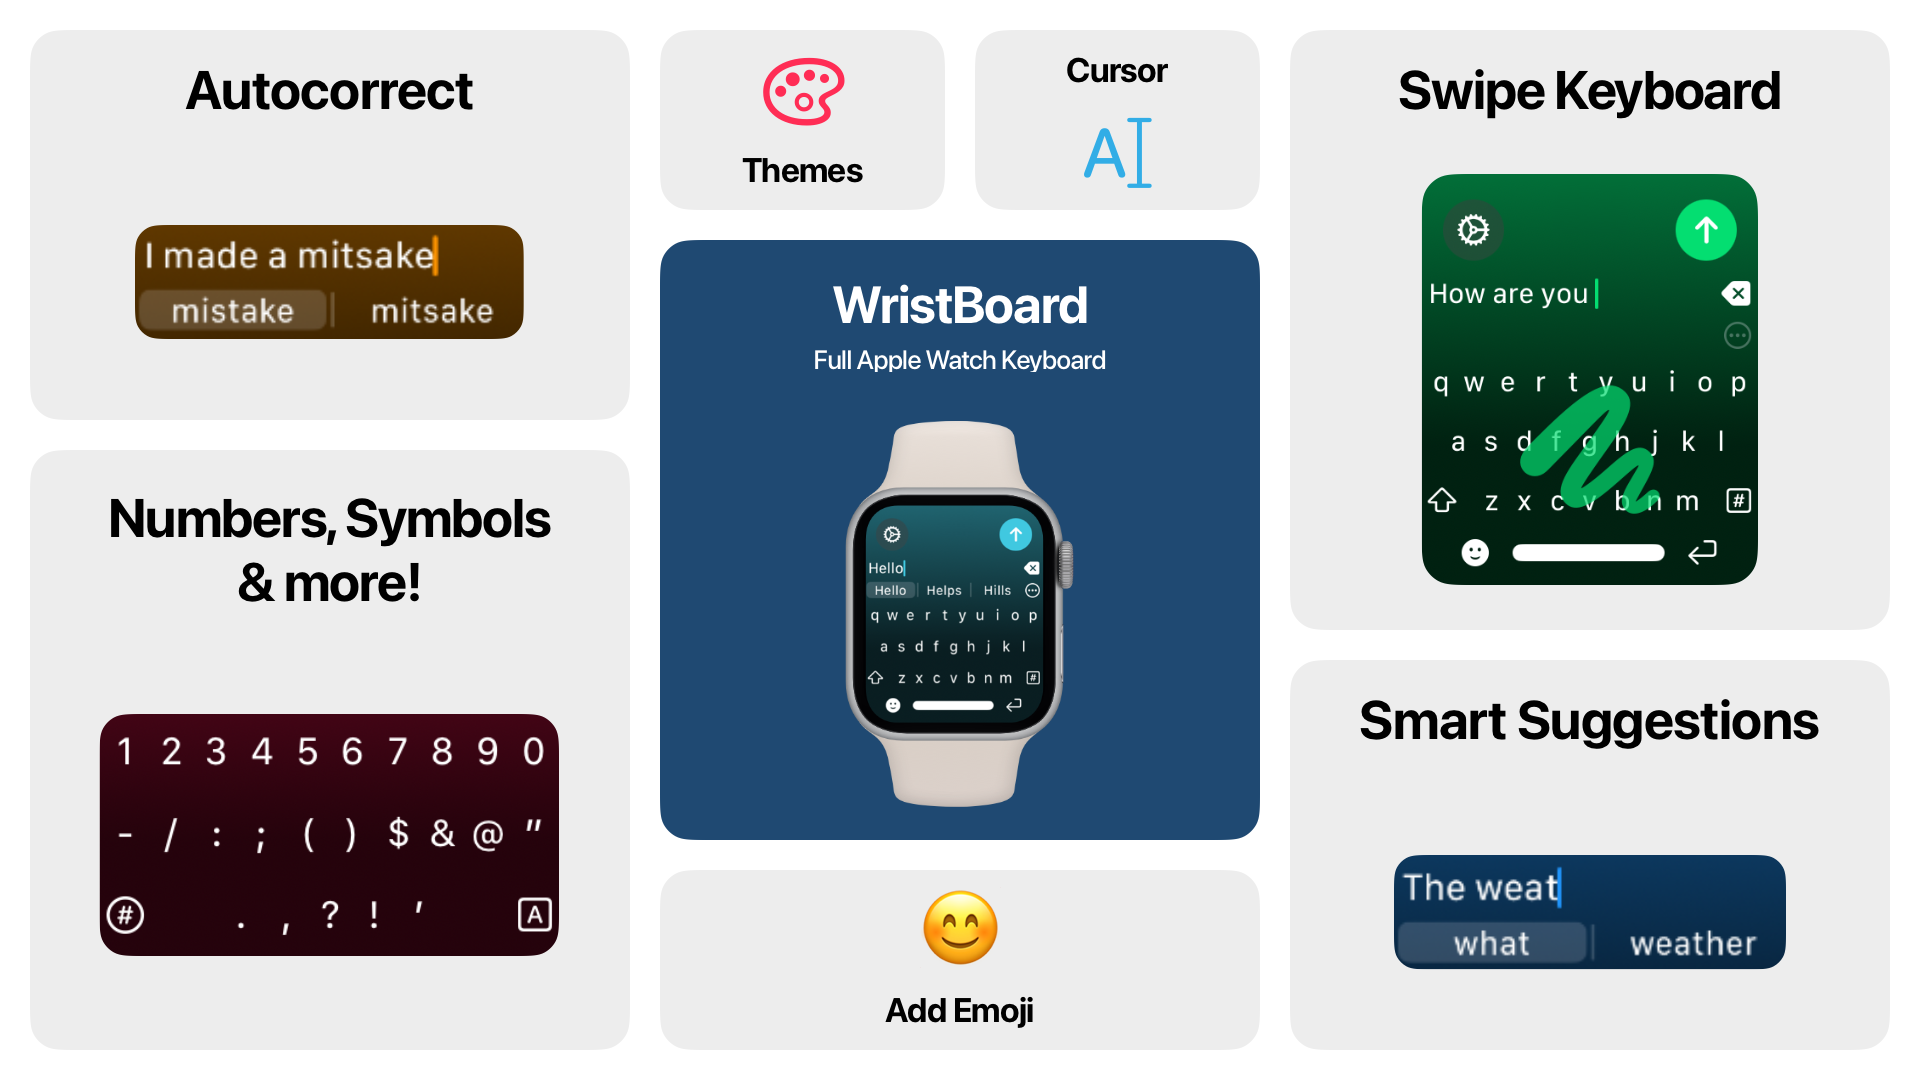 Autocorrect
I made a mitsake
mistake mitsake
Numbers, Symbols
& more!
1 2 3 4 5 6 7 8 9 0
- / : ; ( ) $ & @ "
# . , ? ! ' A
Themes
Cursor
A
WristBoard
Full Apple Watch Keyboard
Hello
Hello Helps Hills
q w e r t y u i o p
a s d f g h j k l
z x c v b n m #
Add Emoji
Swipe Keyboard
How are you
q w e r t y u i o p
a s d f g h j k l
z x c v b n m #
Smart Suggestions
The weat
what weather